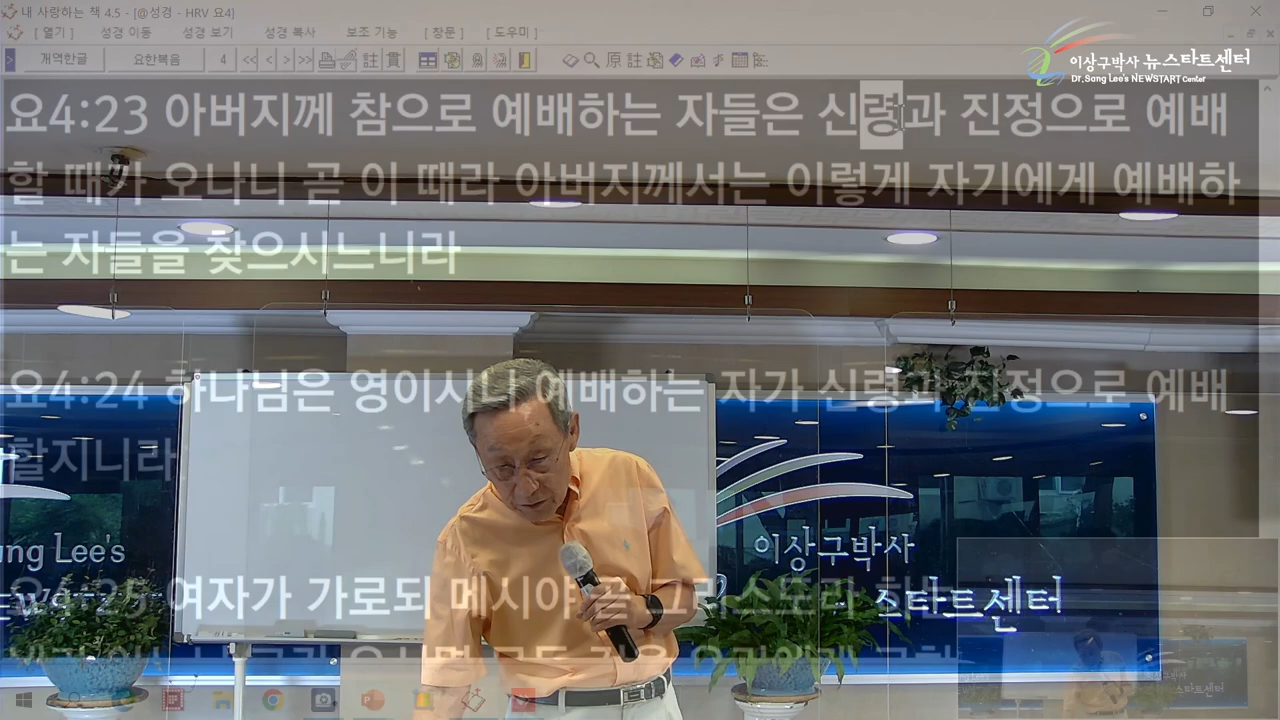 내 사랑하는 책 4.5 - [@성경 - HRV 요4]
[ 열기 ] 성경 이동 성경 보기 성경 복사 보조 기능 [ 창문 ] [ 도우미 ]
개역한글 요한복음 4 << < > >> 註 貫 原 註
이상구박사 뉴스타트센터
Dr.Sang Lee's NEWSTART Center
요4:23 아버지께 참으로 예배하는 자들은 신령과 진정으로 예배
할 때가 오나니 곧 이 때라 아버지께서는 이렇게 자기에게 예배하
는 자들을 찾으시느니라
요4:24 하나님은 영이시니 예배하는 자가 신령과 진정으로 예배
할지니라
이상구박사
스타트센터
요4:25 여자가 가로되 메시야 곧 그리스도라 하는